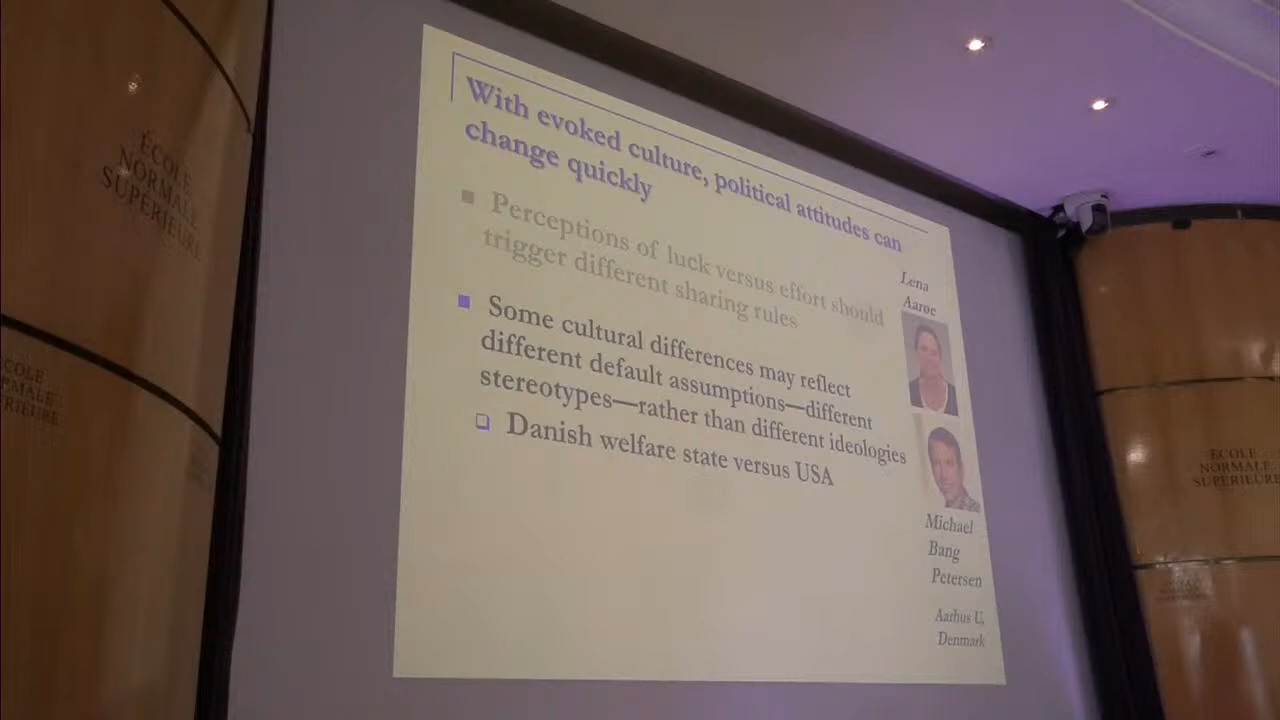 With evoked culture, political attitudes can
change quickly
Perceptions of luck versus effort should
trigger different sharing rules
Some cultural differences may reflect
different default assumptions—different
stereotypes—rather than different ideologies
Danish welfare state versus USA
Lena
Aarøe
Michael
Bang
Petersen
Aarhus U,
Denmark
ÉCOLE
NORMALE
SUPÉRIEURE
ÉCOLE
NORMALE
SUPÉRIEURE